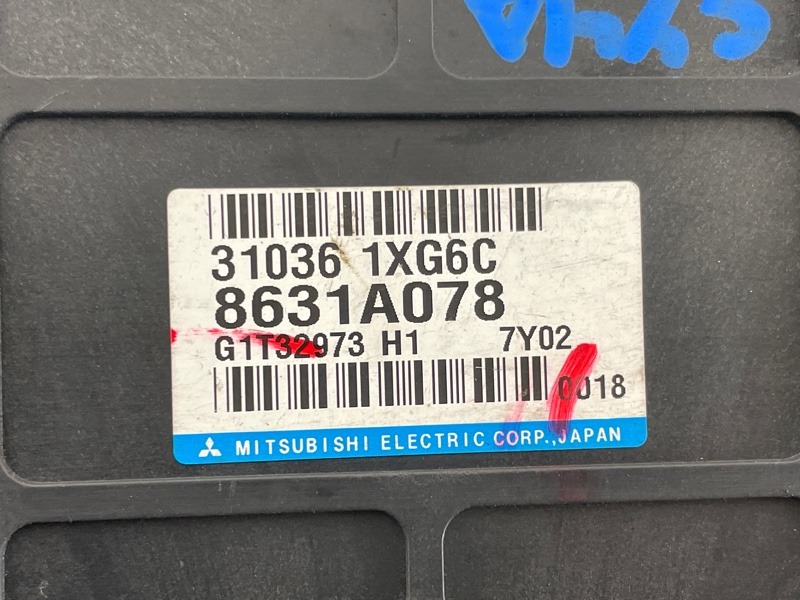 31036 1XG6C
8631A078
G1T32973 H1 7Y02
0018
MITSUBISHI ELECTRIC CORP.,JAPAN